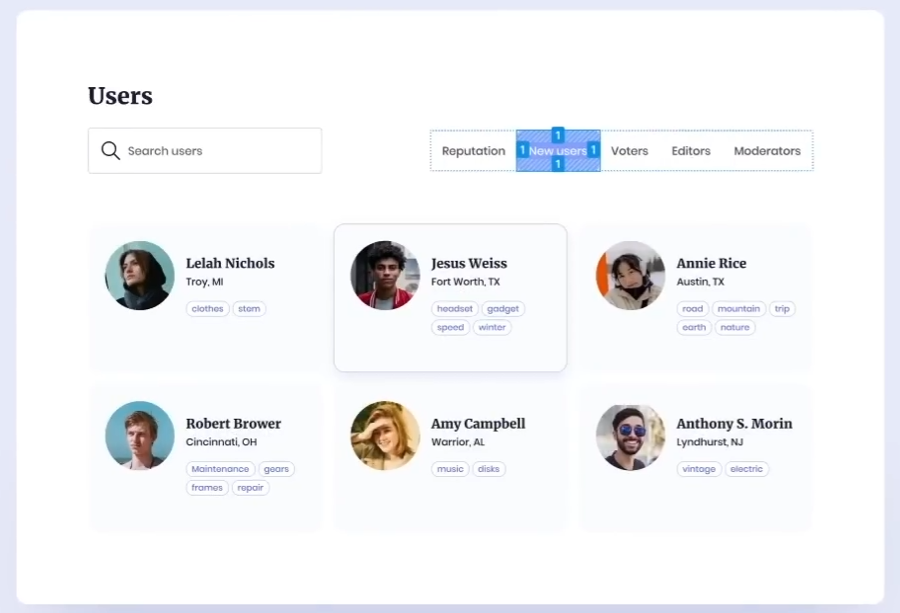 Users
Search users
Reputation 1 New users 1 Voters Editors Moderators
1
1
Lelah Nichols
Troy, MI
clothes stem
Jesus Weiss
Fort Worth, TX
headset gadget
speed winter
Annie Rice
Austin, TX
road mountain trip
earth nature
Robert Brower
Cincinnati, OH
Maintenance gears
frames repair
Amy Campbell
Warrior, AL
music disks
Anthony S. Morin
Lyndhurst, NJ
vintage electric